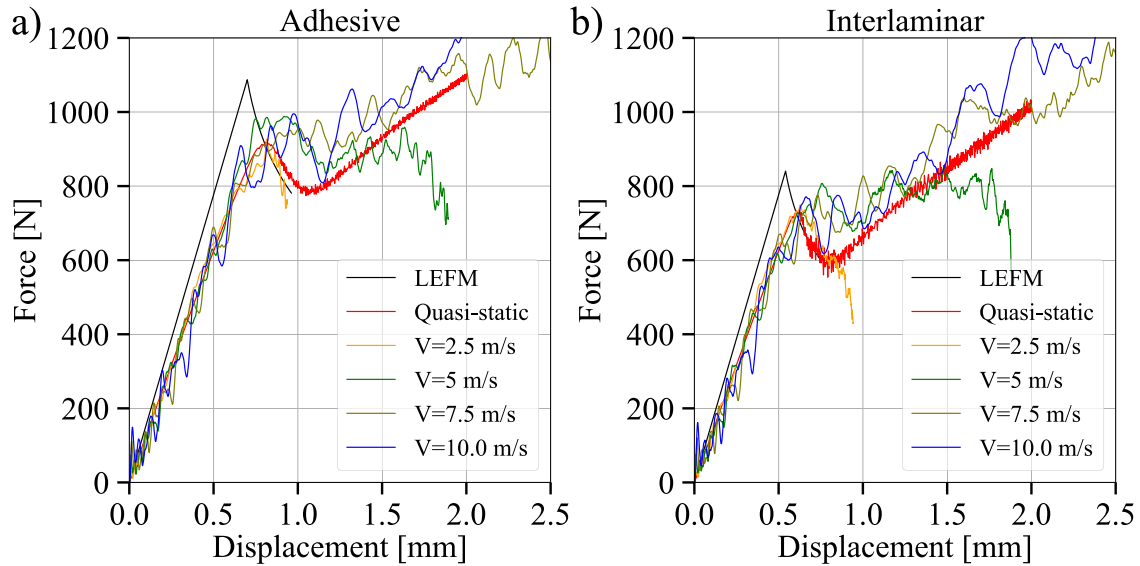 a)
Adhesive
Force [N]
1200
1000
800
600
400
200
0
LEFM
Quasi-static
V=2.5 m/s
V=5 m/s
V=7.5 m/s
V=10.0 m/s
0.0 0.5 1.0 1.5 2.0 2.5
Displacement [mm]
b)
Interlaminar
Force [N]
1200
1000
800
600
400
200
0
LEFM
Quasi-static
V=2.5 m/s
V=5 m/s
V=7.5 m/s
V=10.0 m/s
0.0 0.5 1.0 1.5 2.0 2.5
Displacement [mm]